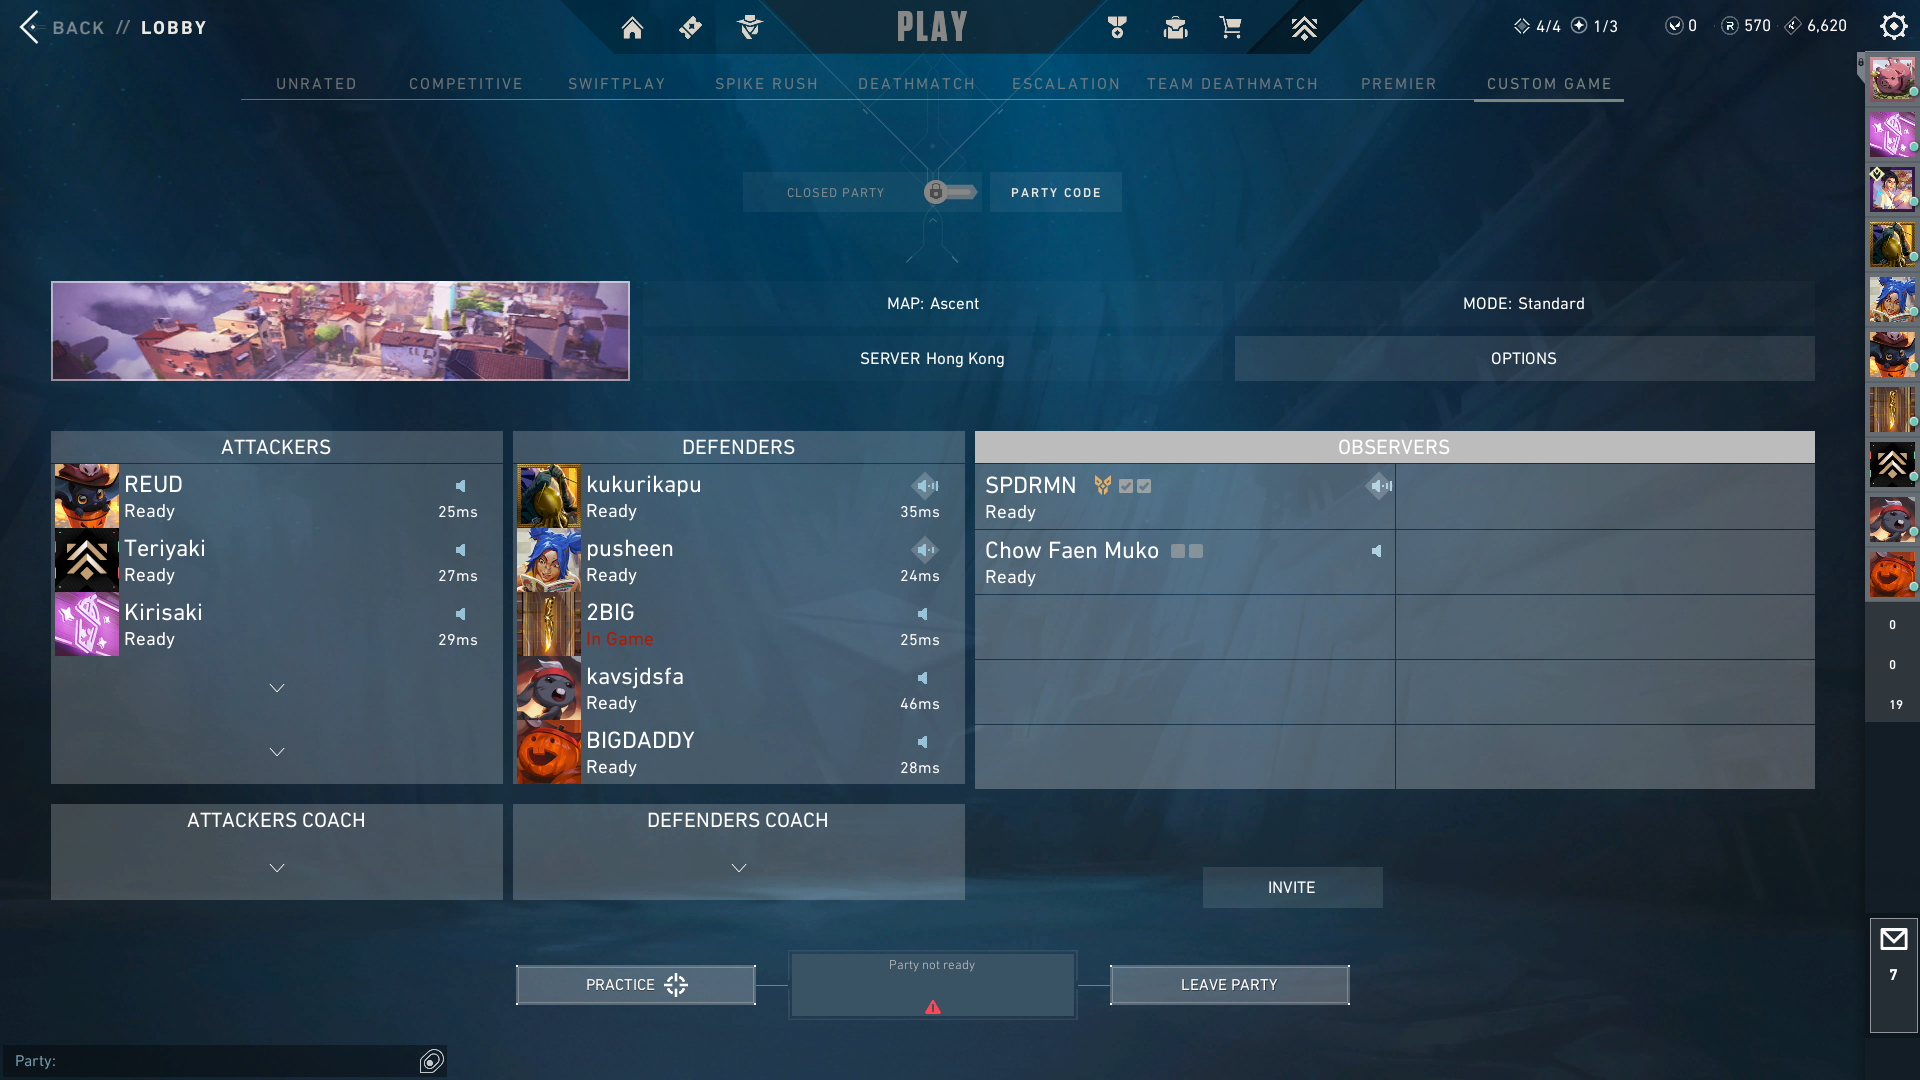 BACK // LOBBY
PLAY
4/4 1/3 0 570 6,620
UNRATED COMPETITIVE SWIFTPLAY SPIKE RUSH DEATHMATCH ESCALATION TEAM DEATHMATCH PREMIER CUSTOM GAME
CLOSED PARTY PARTY CODE
MAP: Ascent MODE: Standard
SERVER Hong Kong OPTIONS
ATTACKERS
REUD
Ready 25ms
Teriyaki
Ready 27ms
Kirisaki
Ready 29ms
DEFENDERS
kukurikapu
Ready 35ms
pusheen
Ready 24ms
2BIG
In Game 25ms
kavsjdsfa
Ready 46ms
BIGDADDY
Ready 28ms
OBSERVERS
SPDRMN
Ready
Chow Faen Muko
Ready
0
0
19
ATTACKERS COACH
DEFENDERS COACH
INVITE
PRACTICE
Party not ready
LEAVE PARTY
7
Party: